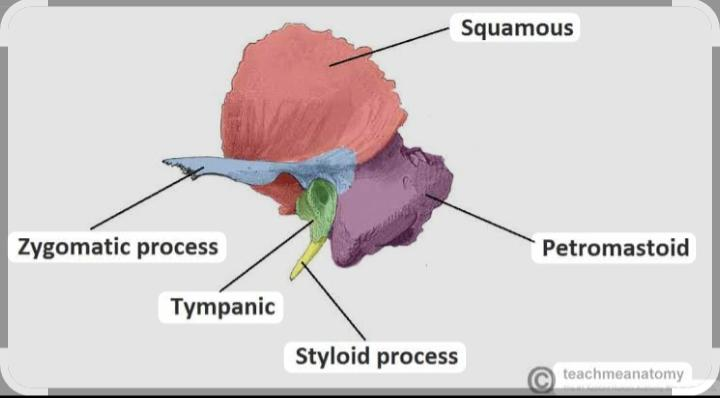 Squamous
Zygomatic process
Petromastoid
Tympanic
Styloid process
© teachmeanatomy